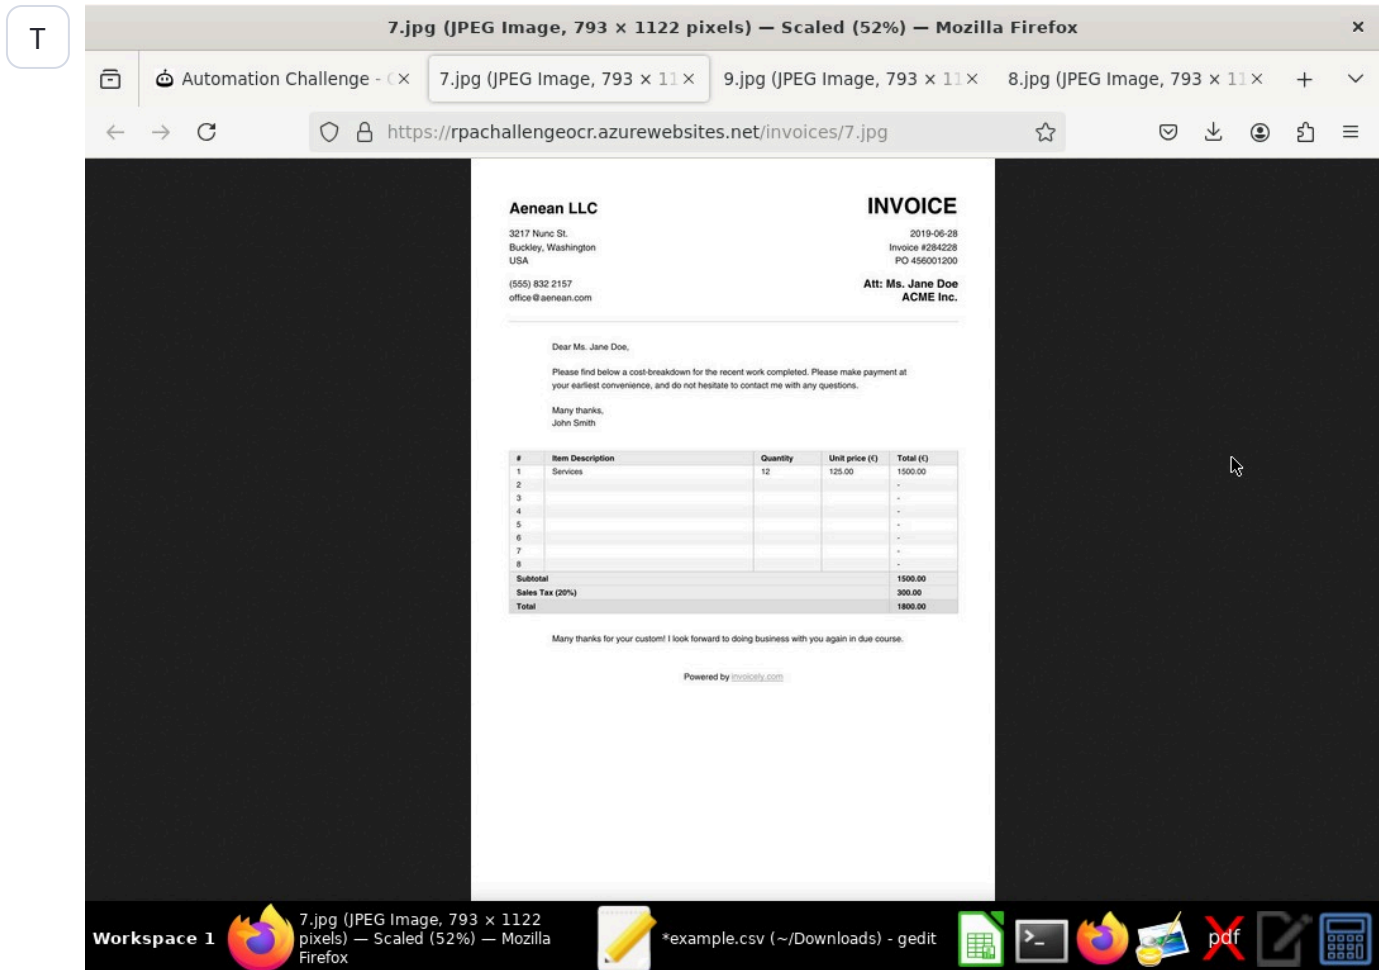 T
7.jpg (JPEG Image, 793 × 1122 pixels) — Scaled (52%) — Mozilla Firefox
Automation Challenge -
7.jpg (JPEG Image, 793 × 11
9.jpg (JPEG Image, 793 × 11
8.jpg (JPEG Image, 793 × 11
https://rpachallengeocr.azurewebsites.net/invoices/7.jpg
Aenean LLC
INVOICE
3217 Nunc St.
2019-06-28
Buckley, Washington
Invoice #284228
USA
PO 456001200
(555) 832 2157
Att: Ms. Jane Doe
office@aenean.com
ACME Inc.
Dear Ms. Jane Doe,
Please find below a cost-breakdown for the recent work completed. Please make payment at
your earliest convenience, and do not hesitate to contact me with any questions.
Many thanks,
John Smith
# Item Description Quantity Unit price (€) Total (€)
1 Services 12 125.00 1500.00
2 -
3 -
4 -
5 -
6 -
7 -
8 -
Subtotal 1500.00
Sales Tax (20%) 300.00
Total 1800.00
Many thanks for your custom! I look forward to doing business with you again in due course.
Powered by invoicely.com
Workspace 1
7.jpg (JPEG Image, 793 × 1122
pixels) — Scaled (52%) — Mozilla
Firefox
*example.csv (~/Downloads) - gedit
pdf